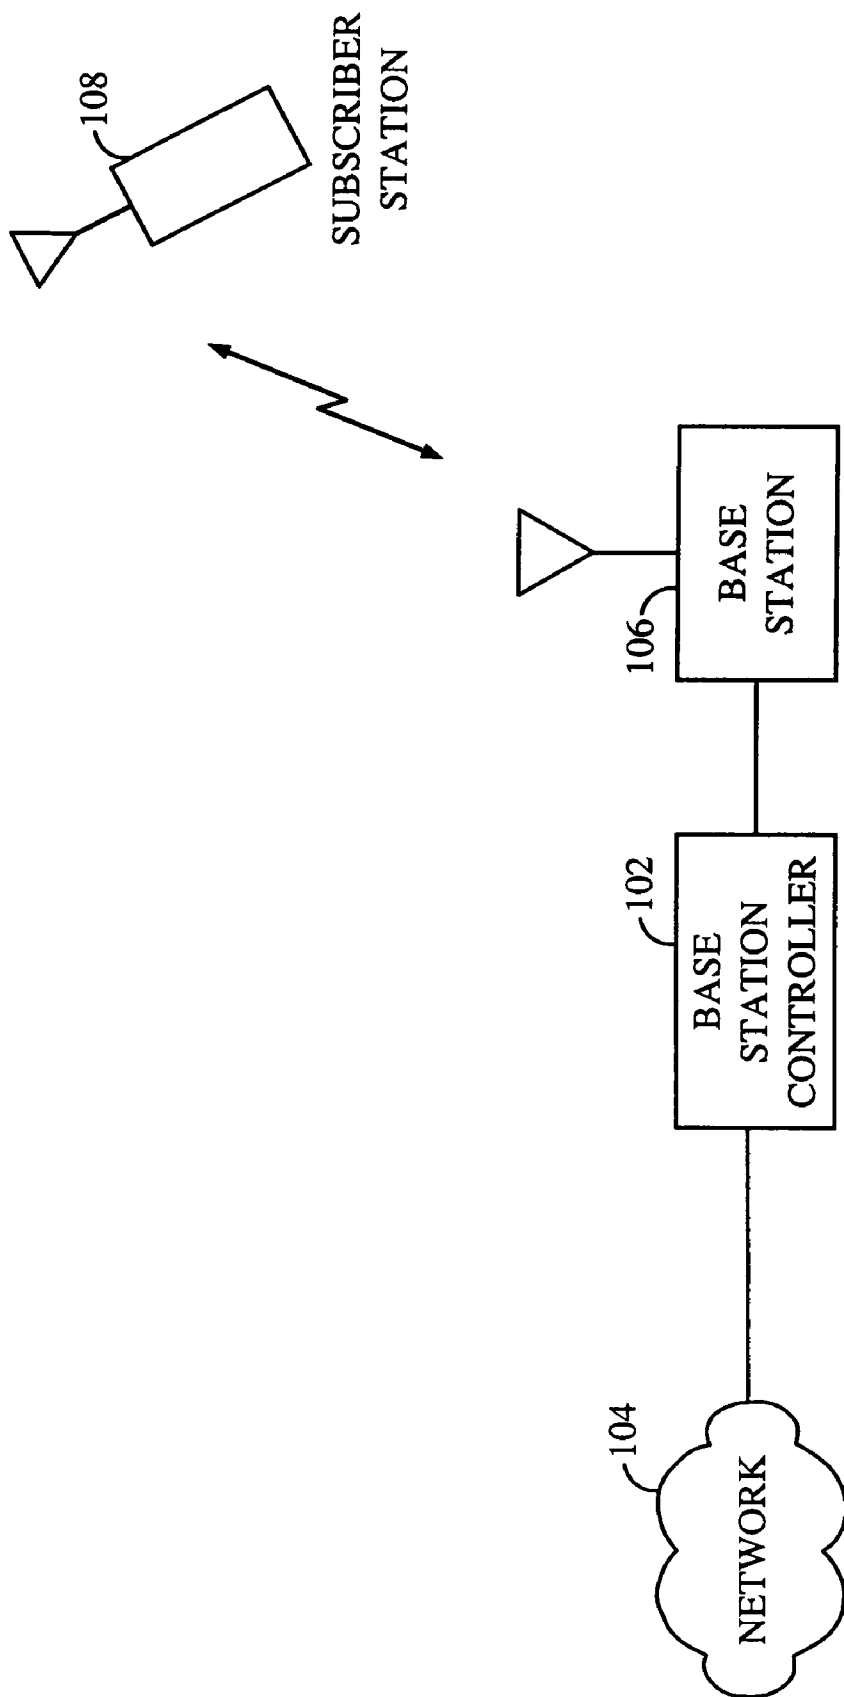 108
SUBSCRIBER
STATION
106
BASE
STATION
102
BASE
STATION
CONTROLLER
104
NETWORK